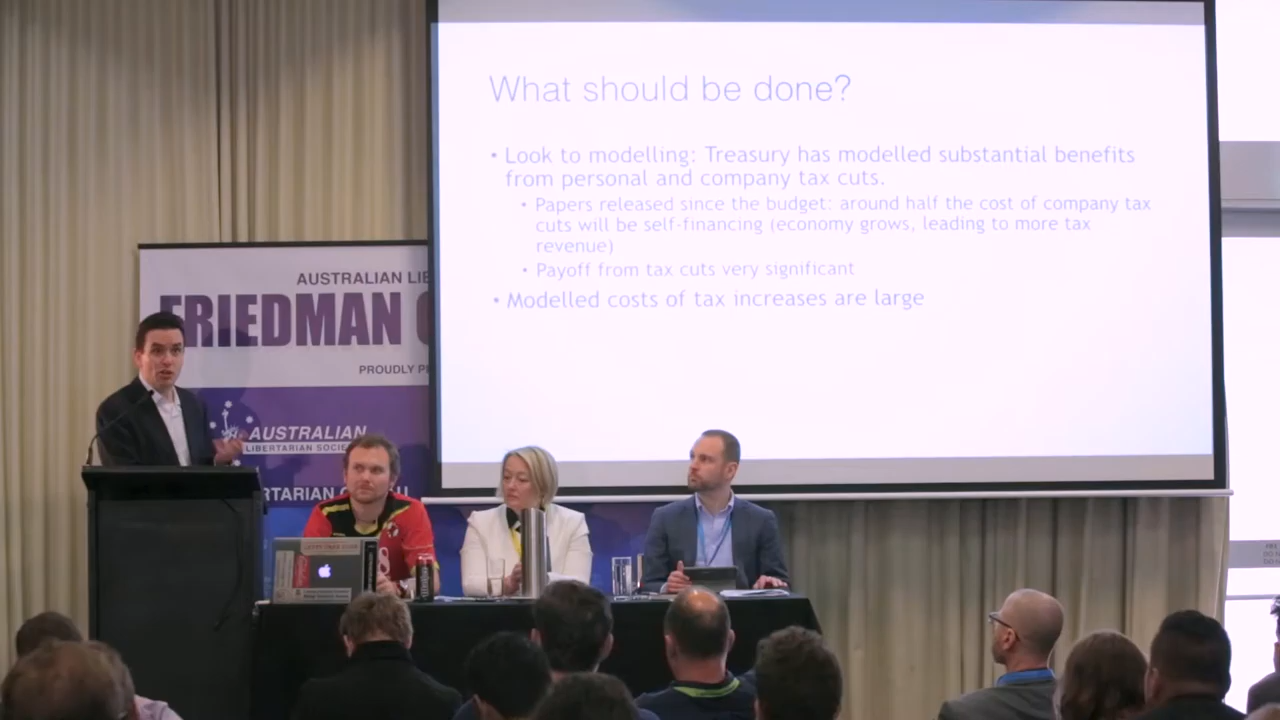 What should be done?
• Look to modelling: Treasury has modelled substantial benefits
from personal and company tax cuts.
• Papers released since the budget: around half the cost of company tax
cuts will be self-financing (economy grows, leading to more tax
revenue)
• Payoff from tax cuts very significant
• Modelled costs of tax increases are large
AUSTRALIAN LIB
FRIEDMAN C
PROUDLY P
AUSTRALIAN
LIBERTARIAN SOCIE